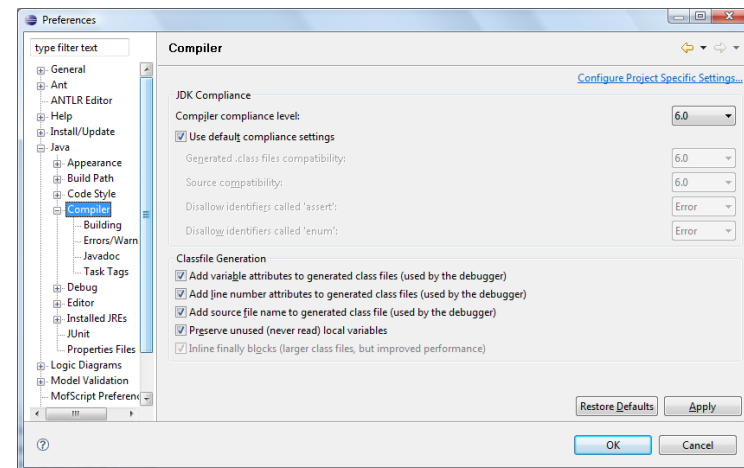 Preferences
type filter text
Compiler
General
Ant
ANTLR Editor
Help
Install/Update
Java
Appearance
Build Path
Code Style
Compiler
Building
Errors/Warn
Javadoc
Task Tags
Debug
Editor
Installed JREs
JUnit
Properties Files
Logic Diagrams
Model Validation
MofScript Preferenc
Configure Project Specific Settings...
JDK Compliance
Compiler compliance level: 6.0
Use default compliance settings
Generated .class files compatibility: 6.0
Source compatibility: 6.0
Disallow identifiers called 'assert': Error
Disallow identifiers called 'enum': Error
Classfile Generation
Add variable attributes to generated class files (used by the debugger)
Add line number attributes to generated class files (used by the debugger)
Add source file name to generated class file (used by the debugger)
Preserve unused (never read) local variables
Inline finally blocks (larger class files, but improved performance)
Restore Defaults Apply
OK Cancel